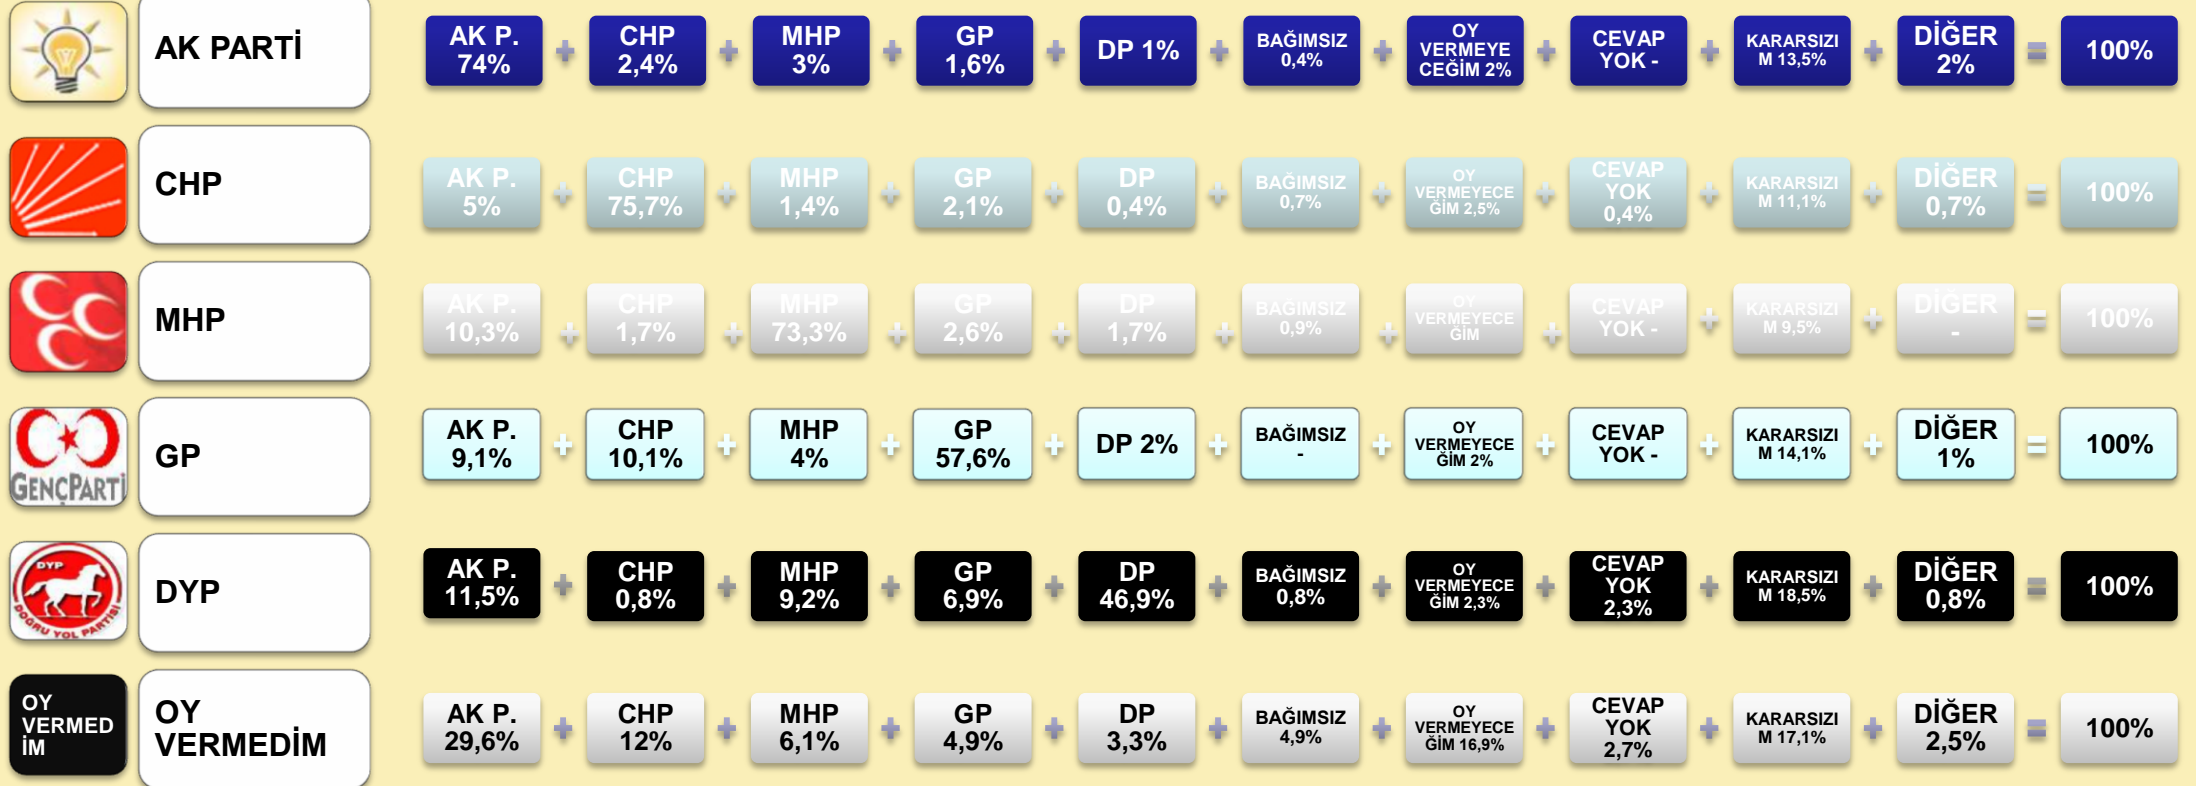 AK PARTİ
AK P.
74%
CHP
2,4%
MHP
3%
GP
1,6%
DP 1%
BAĞIMSIZ
0,4%
OY
VERMEYE
CEĞİM 2%
CEVAP
YOK -
KARARSIZI
M 13,5%
DİĞER
2%
100%
CHP
AK P.
5%
CHP
75,7%
MHP
1,4%
GP
2,1%
DP
0,4%
BAĞIMSIZ
0,7%
OY
VERMEYECE
ĞİM 2,5%
CEVAP
YOK
0,4%
KARARSIZI
M 11,1%
DİĞER
0,7%
100%
MHP
AK P.
10,3%
CHP
1,7%
MHP
73,3%
GP
2,6%
DP
1,7%
BAĞIMSIZ
0,9%
OY
VERMEYECE
ĞİM
CEVAP
YOK -
KARARSIZI
M 9,5%
DİĞER
-
100%
GENÇPARTİ
GP
AK P.
9,1%
CHP
10,1%
MHP
4%
GP
57,6%
DP 2%
BAĞIMSIZ
-
OY
VERMEYECE
ĞİM 2%
CEVAP
YOK -
KARARSIZI
M 14,1%
DİĞER
1%
100%
DYP
DOĞRU YOL PARTİSİ
DYP
AK P.
11,5%
CHP
0,8%
MHP
9,2%
GP
6,9%
DP
46,9%
BAĞIMSIZ
0,8%
OY
VERMEYECE
ĞİM 2,3%
CEVAP
YOK
2,3%
KARARSIZI
M 18,5%
DİĞER
0,8%
100%
OY
VERMED
İM
OY
VERMEDİM
AK P.
29,6%
CHP
12%
MHP
6,1%
GP
4,9%
DP
3,3%
BAĞIMSIZ
4,9%
OY
VERMEYECE
ĞİM 16,9%
CEVAP
YOK
2,7%
KARARSIZI
M 17,1%
DİĞER
2,5%
100%